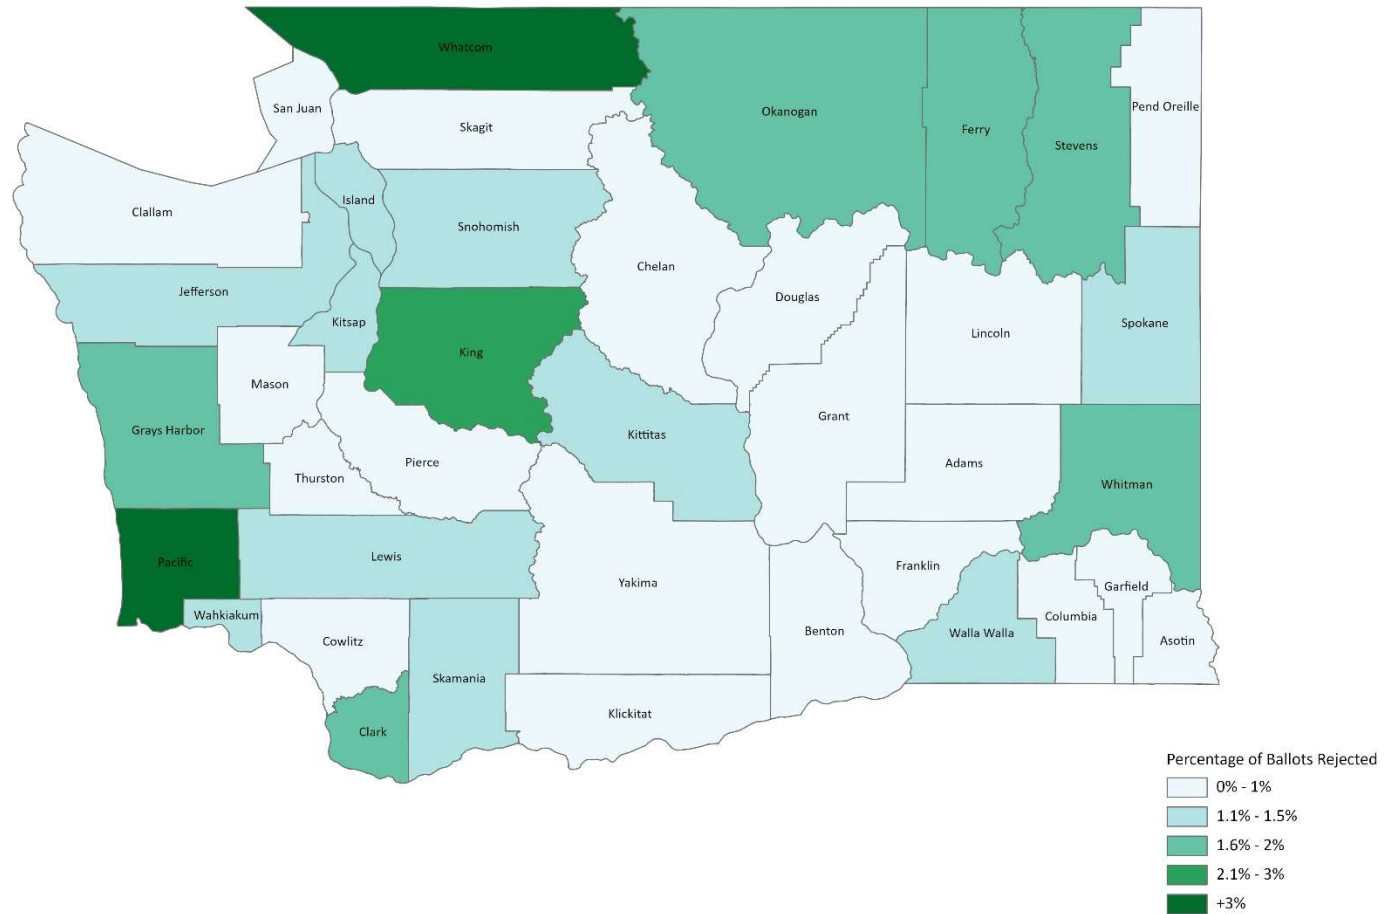 Whatcom
San Juan
Skagit
Okanogan
Ferry
Stevens
Pend Oreille
Clallam
Island
Snohomish
Chelan
Douglas
Jefferson
Kitsap
King
Lincoln
Spokane
Mason
Grays Harbor
Kittitas
Grant
Pierce
Thurston
Adams
Whitman
Pacific
Lewis
Yakima
Franklin
Garfield
Wahkiakum
Columbia
Cowlitz
Benton
Walla Walla
Asotin
Skamania
Klickitat
Clark
Percentage of Ballots Rejected
0% - 1%
1.1% - 1.5%
1.6% - 2%
2.1% - 3%
+3%